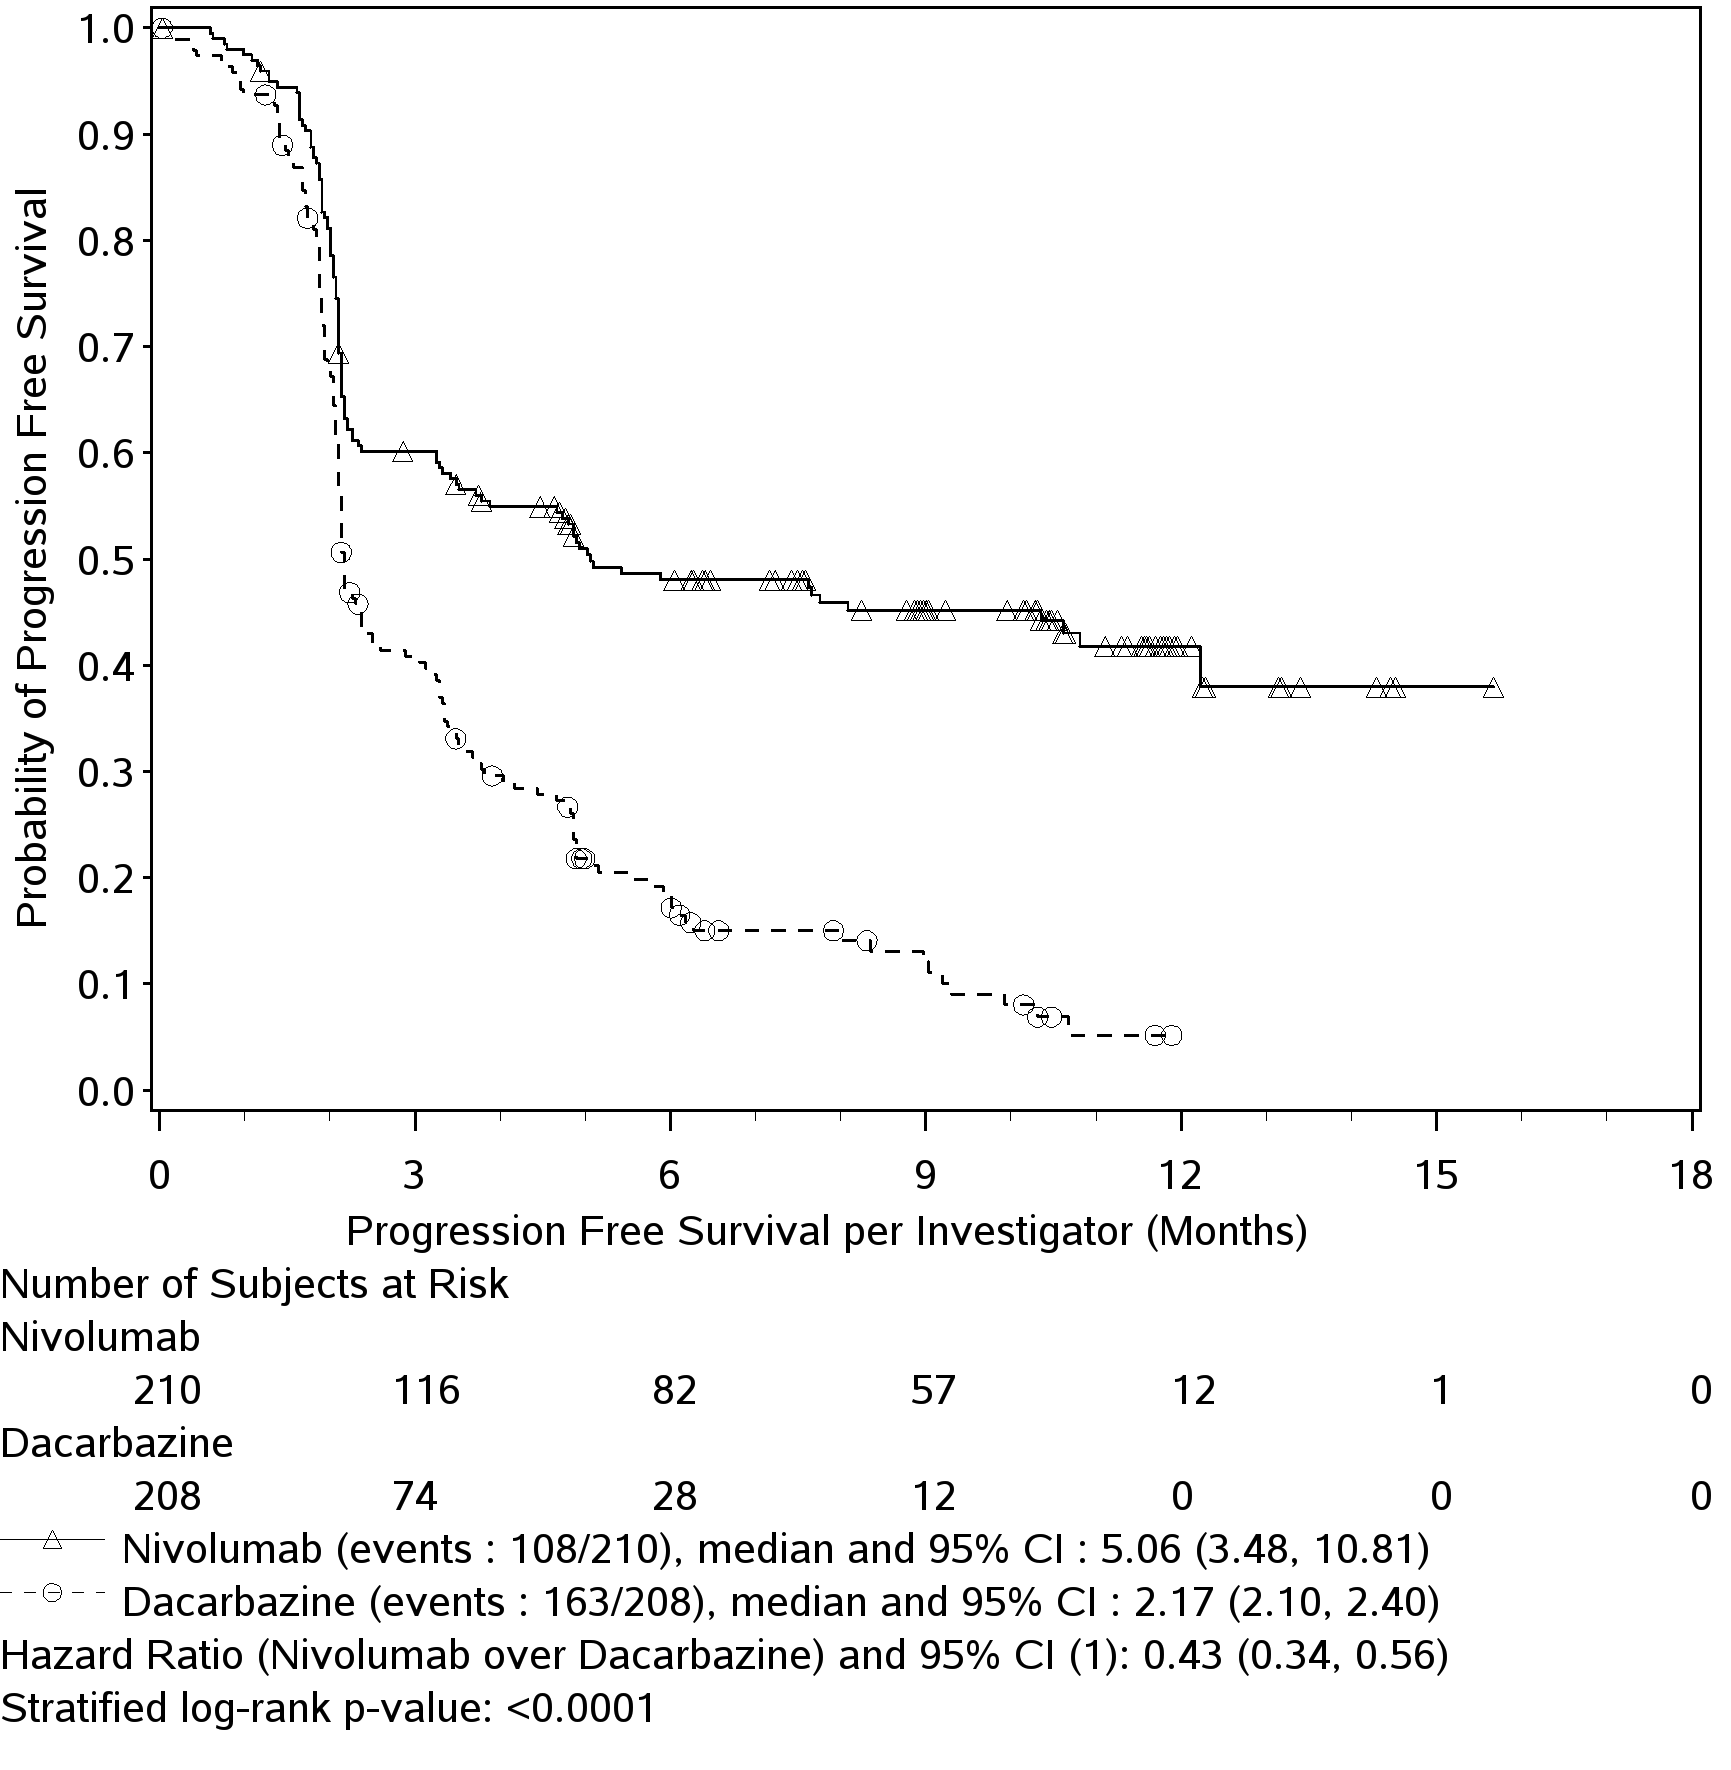 Probability of Progression Free Survival
1.0
0.9
0.8
0.7
0.6
0.5
0.4
0.3
0.2
0.1
0.0
0 3 6 9 12 15 18
Progression Free Survival per Investigator (Months)
Number of Subjects at Risk
Nivolumab
210 116 82 57 12 1 0
Dacarbazine
208 74 28 12 0 0 0
Nivolumab (events : 108/210), median and 95% CI : 5.06 (3.48, 10.81)
Dacarbazine (events : 163/208), median and 95% CI : 2.17 (2.10, 2.40)
Hazard Ratio (Nivolumab over Dacarbazine) and 95% CI (1): 0.43 (0.34, 0.56)
Stratified log-rank p-value: <0.0001